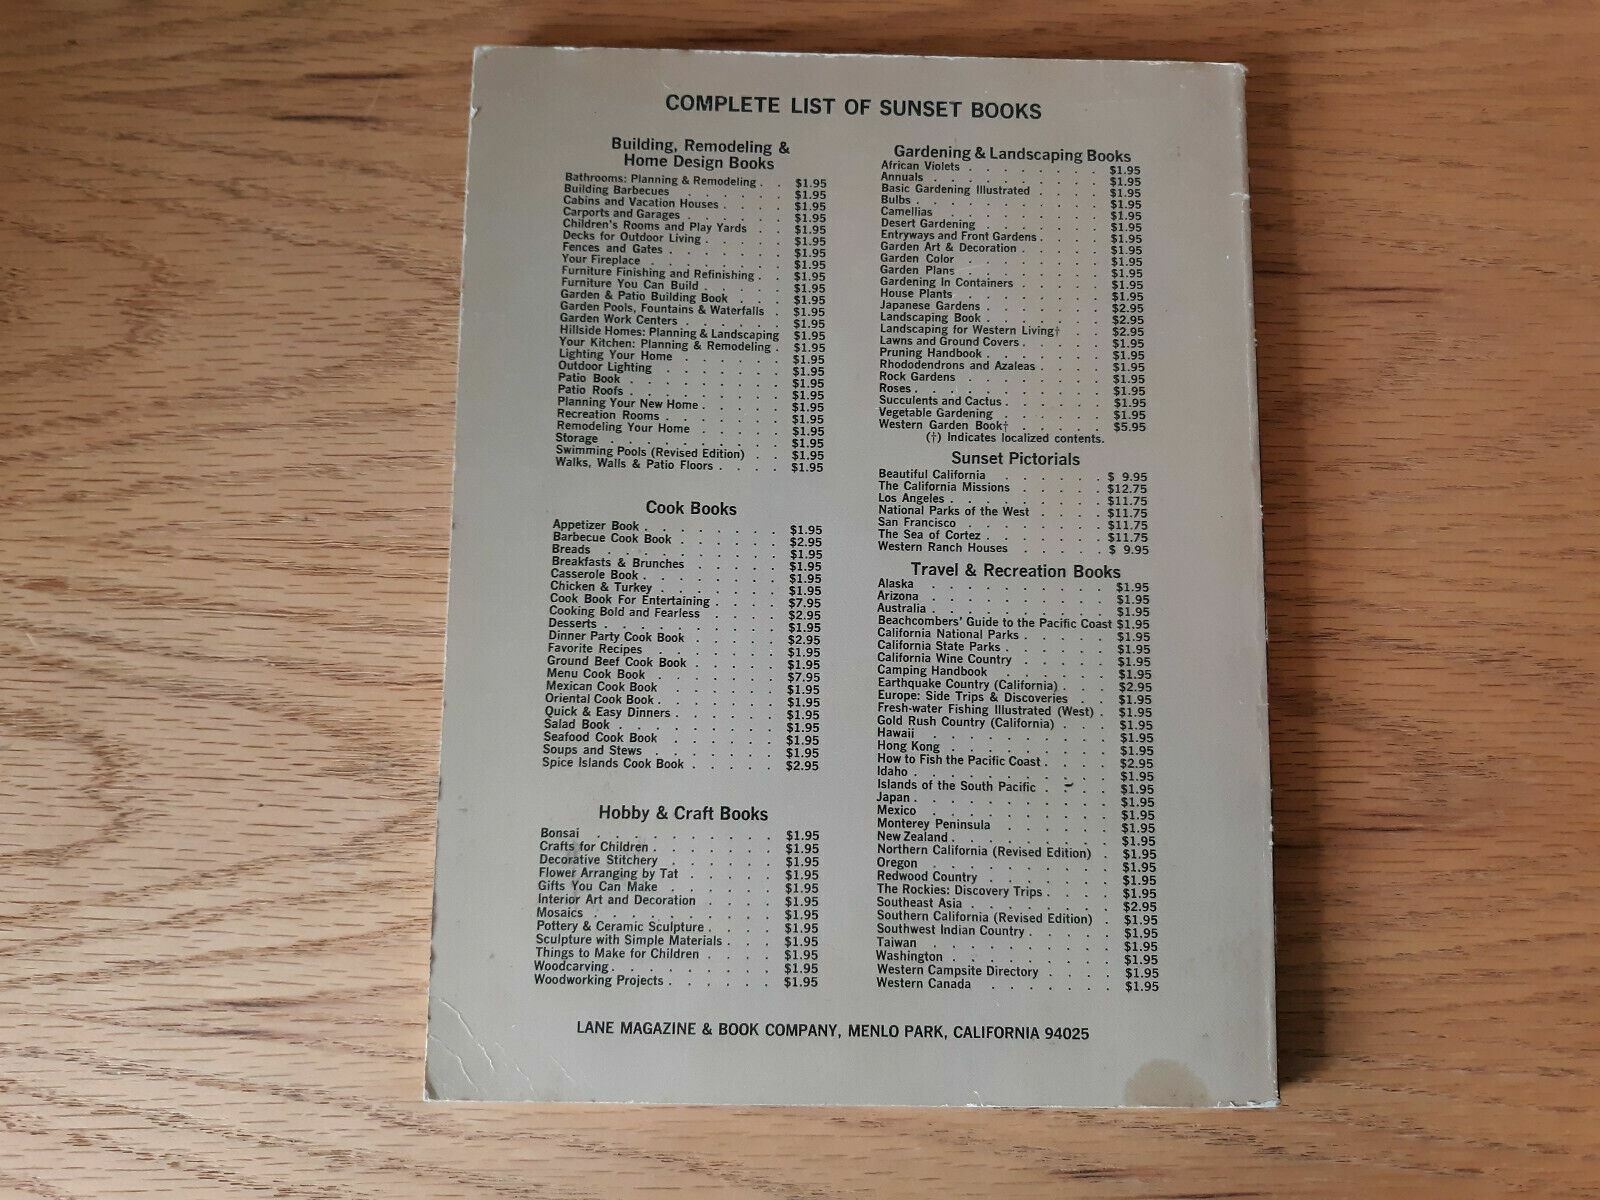 COMPLETE LIST OF SUNSET BOOKS
Building, Remodeling &
Home Design Books
Bathrooms: Planning & Remodeling . . $1.95
Building Barbecues . . . . $1.95
Cabins and Vacation Houses . . . . $1.95
Carports and Garages . . . . . . $1.95
Children's Rooms and Play Yards . . $1.95
Decks for Outdoor Living . . . . . $1.95
Fences and Gates . . . . . . $1.95
Your Fireplace . . . . . . . $1.95
Furniture Finishing and Refinishing . . $1.95
Furniture You Can Build . . . . . $1.95
Garden & Patio Building Book . . . $1.95
Garden Pools, Fountains & Waterfalls . $1.95
Garden Work Centers . . . . . . $1.95
Hillside Homes: Planning & Landscaping $1.95
Your Kitchen: Planning & Remodeling . $1.95
Lighting Your Home . . . . . . $1.95
Outdoor Lighting . . . . . . . $1.95
Patio Book . . . . . . . . $1.95
Patio Roofs . . . . . . . . $1.95
Planning Your New Home . . . . . $1.95
Recreation Rooms . . . . . . $1.95
Remodeling Your Home . . . . . $1.95
Storage . . . . . . . . . $1.95
Swimming Pools (Revised Edition) . . $1.95
Walks, Walls & Patio Floors . . . . $1.95
Cook Books
Appetizer Book . . . . . . . $1.95
Barbecue Cook Book . . . . . . $2.95
Breads . . . . . . . . . $1.95
Breakfasts & Brunches . . . . . $1.95
Casserole Book . . . . . . . $1.95
Chicken & Turkey . . . . . . . $1.95
Cook Book For Entertaining . . . . $7.95
Cooking Bold and Fearless . . . . $2.95
Desserts . . . . . . . . . $1.95
Dinner Party Cook Book . . . . . $2.95
Favorite Recipes . . . . . . . $1.95
Ground Beef Cook Book . . . . . $1.95
Menu Cook Book . . . . . . . $7.95
Mexican Cook Book . . . . . . $1.95
Oriental Cook Book . . . . . . $1.95
Quick & Easy Dinners . . . . . . $1.95
Salad Book . . . . . . . . $1.95
Seafood Cook Book . . . . . . $1.95
Soups and Stews . . . . . . . $1.95
Spice Islands Cook Book . . . . . $2.95
Hobby & Craft Books
Bonsai . . . . . . . . . $1.95
Crafts for Children . . . . . . . $1.95
Decorative Stitchery . . . . . . $1.95
Flower Arranging by Tat . . . . . $1.95
Gifts You Can Make . . . . . . $1.95
Interior Art and Decoration . . . . $1.95
Mosaics . . . . . . . . . $1.95
Pottery & Ceramic Sculpture . . . . $1.95
Sculpture with Simple Materials . . . $1.95
Things to Make for Children . . . . $1.95
Woodcarving . . . . . . . . $1.95
Woodworking Projects . . . . . . $1.95
Gardening & Landscaping Books
African Violets . . . . . . . $1.95
Annuals . . . . . . . . . $1.95
Basic Gardening Illustrated . . . . $1.95
Bulbs . . . . . . . . . . $1.95
Camellias . . . . . . . . $1.95
Desert Gardening . . . . . . . $1.95
Entryways and Front Gardens . . . . $1.95
Garden Art & Decoration . . . . . $1.95
Garden Color . . . . . . . . $1.95
Garden Plans . . . . . . . . $1.95
Gardening In Containers . . . . . $1.95
House Plants . . . . . . . . $1.95
Japanese Gardens . . . . . . . $2.95
Landscaping Book . . . . . . . $2.95
Landscaping for Western Living† . . $2.95
Lawns and Ground Covers . . . . . $1.95
Pruning Handbook . . . . . . . $1.95
Rhododendrons and Azaleas . . . . $1.95
Rock Gardens . . . . . . . . $1.95
Roses . . . . . . . . . . $1.95
Succulents and Cactus . . . . . . $1.95
Vegetable Gardening . . . . . . $1.95
Western Garden Book† . . . . . $5.95
(†) Indicates localized contents.
Sunset Pictorials
Beautiful California . . . . . . $ 9.95
The California Missions . . . . . $12.75
Los Angeles . . . . . . . . $11.75
National Parks of the West . . . . $11.75
San Francisco . . . . . . . . $11.75
The Sea of Cortez . . . . . . . $11.75
Western Ranch Houses . . . . . $ 9.95
Travel & Recreation Books
Alaska . . . . . . . . . $1.95
Arizona . . . . . . . . . $1.95
Australia . . . . . . . . . $1.95
Beachcombers' Guide to the Pacific Coast $1.95
California National Parks . . . . . $1.95
California State Parks . . . . . . $1.95
California Wine Country . . . . . $1.95
Camping Handbook . . . . . . $1.95
Earthquake Country (California) . . . $2.95
Europe: Side Trips & Discoveries . . $1.95
Fresh-water Fishing Illustrated (West) . $1.95
Gold Rush Country (California) . . . $1.95
Hawaii . . . . . . . . . $1.95
Hong Kong . . . . . . . . $1.95
How to Fish the Pacific Coast . . . . $2.95
Idaho . . . . . . . . . . $1.95
Islands of the South Pacific . . . . $1.95
Japan . . . . . . . . . . $1.95
Mexico . . . . . . . . . $1.95
Monterey Peninsula . . . . . . $1.95
New Zealand . . . . . . . . $1.95
Northern California (Revised Edition) . $1.95
Oregon . . . . . . . . . $1.95
Redwood Country . . . . . . . $1.95
The Rockies: Discovery Trips . . . . $1.95
Southeast Asia . . . . . . . . $2.95
Southern California (Revised Edition) . $1.95
Southwest Indian Country . . . . . $1.95
Taiwan . . . . . . . . . $1.95
Washington . . . . . . . . $1.95
Western Campsite Directory . . . . $1.95
Western Canada . . . . . . . $1.95
LANE MAGAZINE & BOOK COMPANY, MENLO PARK, CALIFORNIA 94025